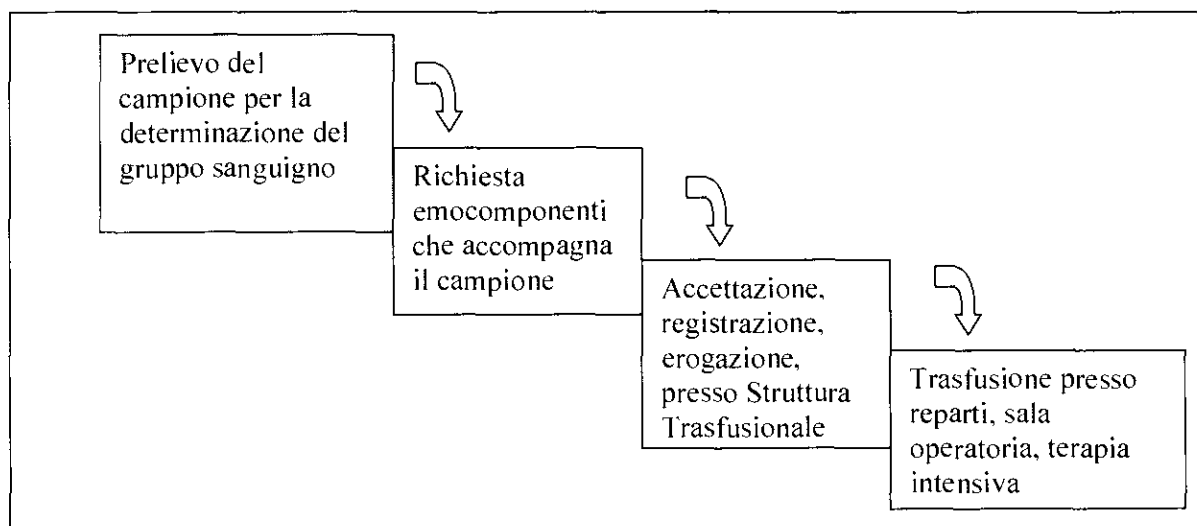 Prelievo del
campione per la
determinazione del
gruppo sanguigno
Richiesta
emocomponenti
che accompagna
il campione
Accettazione,
registrazione,
erogazione,
presso Struttura
Trasfusionale
Trasfusione presso
reparti, sala
operatoria, terapia
intensiva